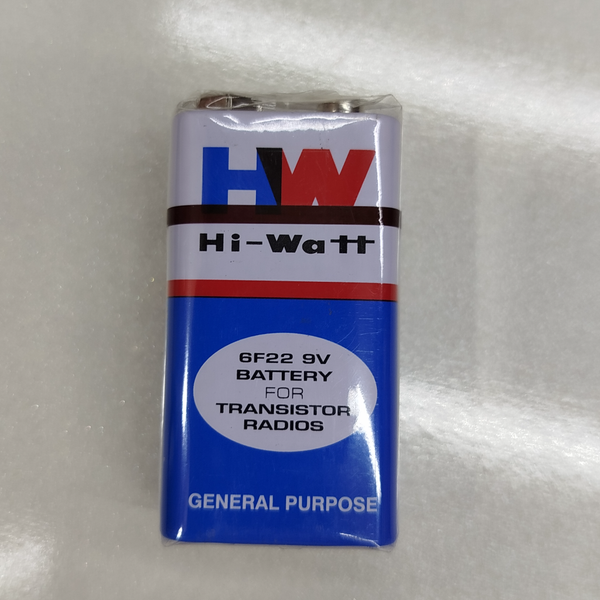 HW
Hi-Watt
6F22 9V
BATTERY
FOR
TRANSISTOR
RADIOS
GENERAL PURPOSE